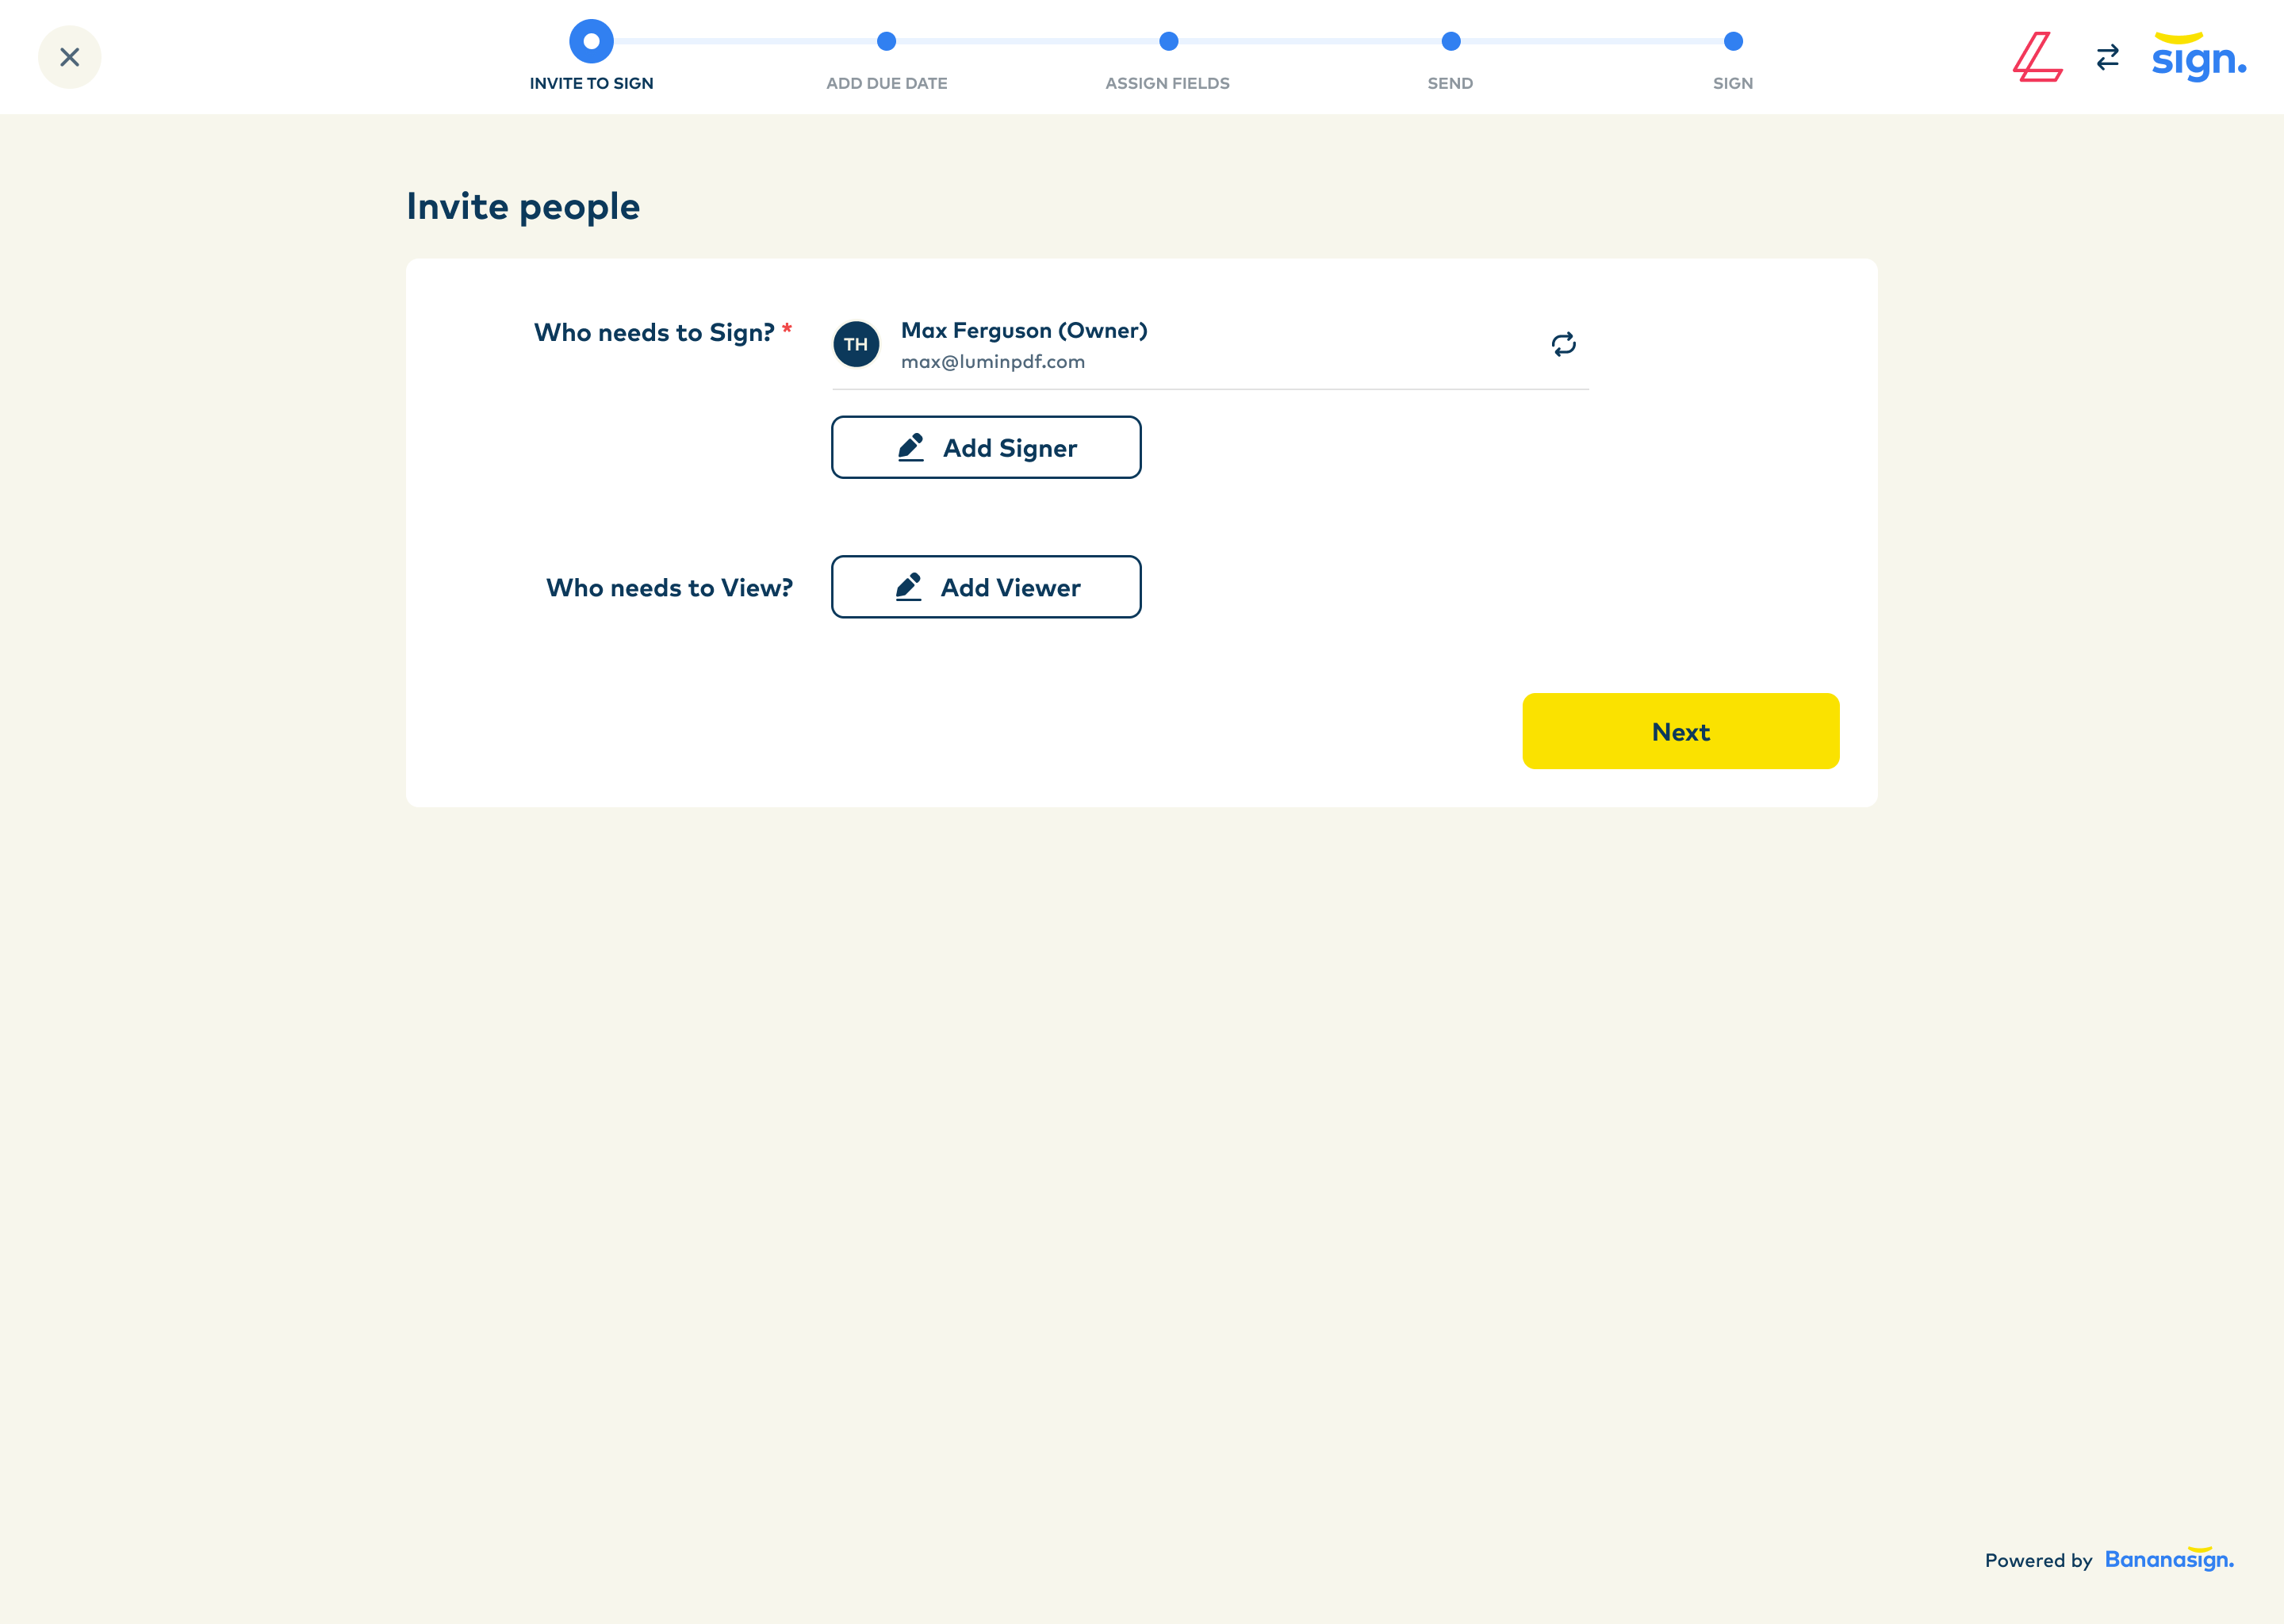 INVITE TO SIGN
ADD DUE DATE
ASSIGN FIELDS
SEND
SIGN
sign.
Invite people
Who needs to Sign? *
TH
Max Ferguson (Owner)
max@luminpdf.com
Add Signer
Who needs to View?
Add Viewer
Next
Powered by Bananasign.